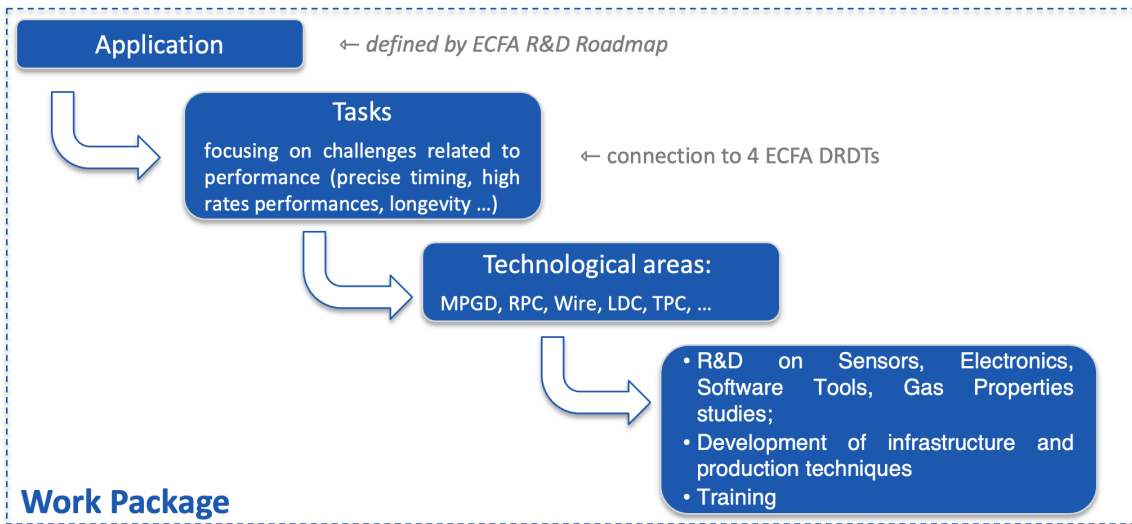 Application
← defined by ECFA R&D Roadmap
Tasks
focusing on challenges related to
performance (precise timing, high
rates performances, longevity ...)
← connection to 4 ECFA DRDTs
Technological areas:
MPGD, RPC, Wire, LDC, TPC, ...
• R&D on Sensors, Electronics,
Software Tools, Gas Properties
studies;
• Development of infrastructure and
production techniques
• Training
Work Package